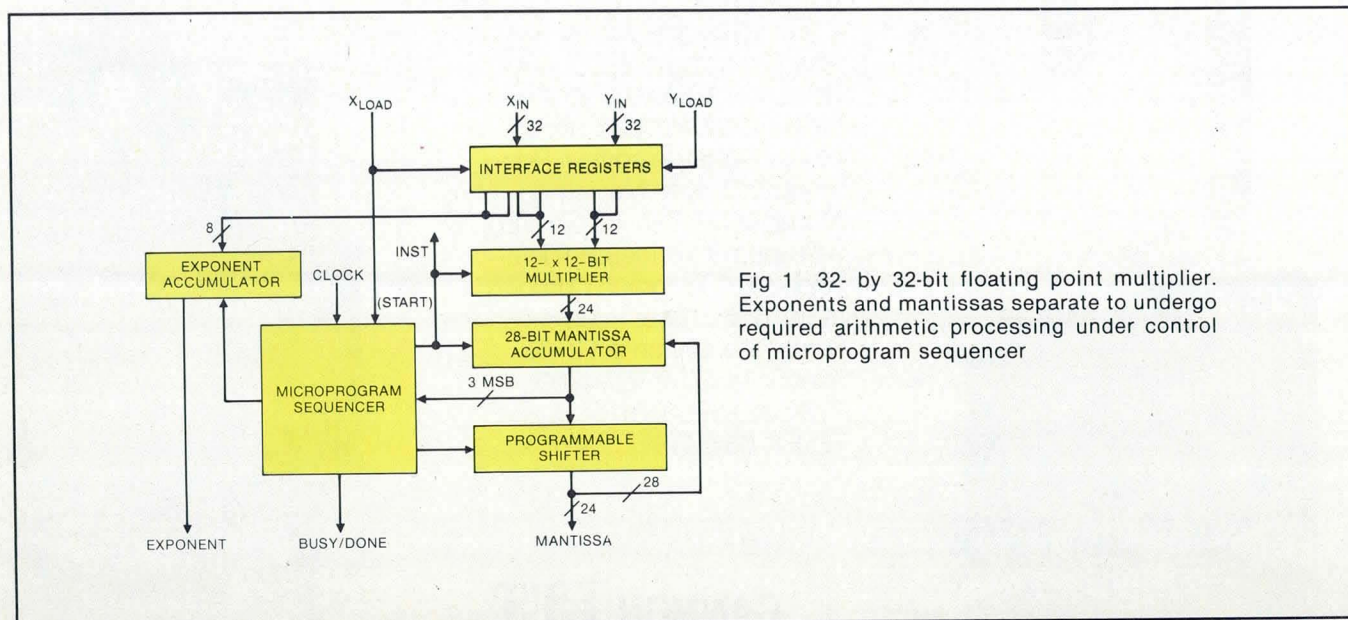 XLOAD
XIN
YIN
YLOAD
32
32
INTERFACE REGISTERS
8
12
12
INST
EXPONENT
ACCUMULATOR
CLOCK
12- x 12-BIT
MULTIPLIER
(START)
24
28-BIT MANTISSA
ACCUMULATOR
MICROPROGRAM
SEQUENCER
3 MSB
PROGRAMMABLE
SHIFTER
28
24
EXPONENT
BUSY/DONE
MANTISSA
Fig 1 32- by 32-bit floating point multiplier.
Exponents and mantissas separate to undergo
required arithmetic processing under control
of microprogram sequencer